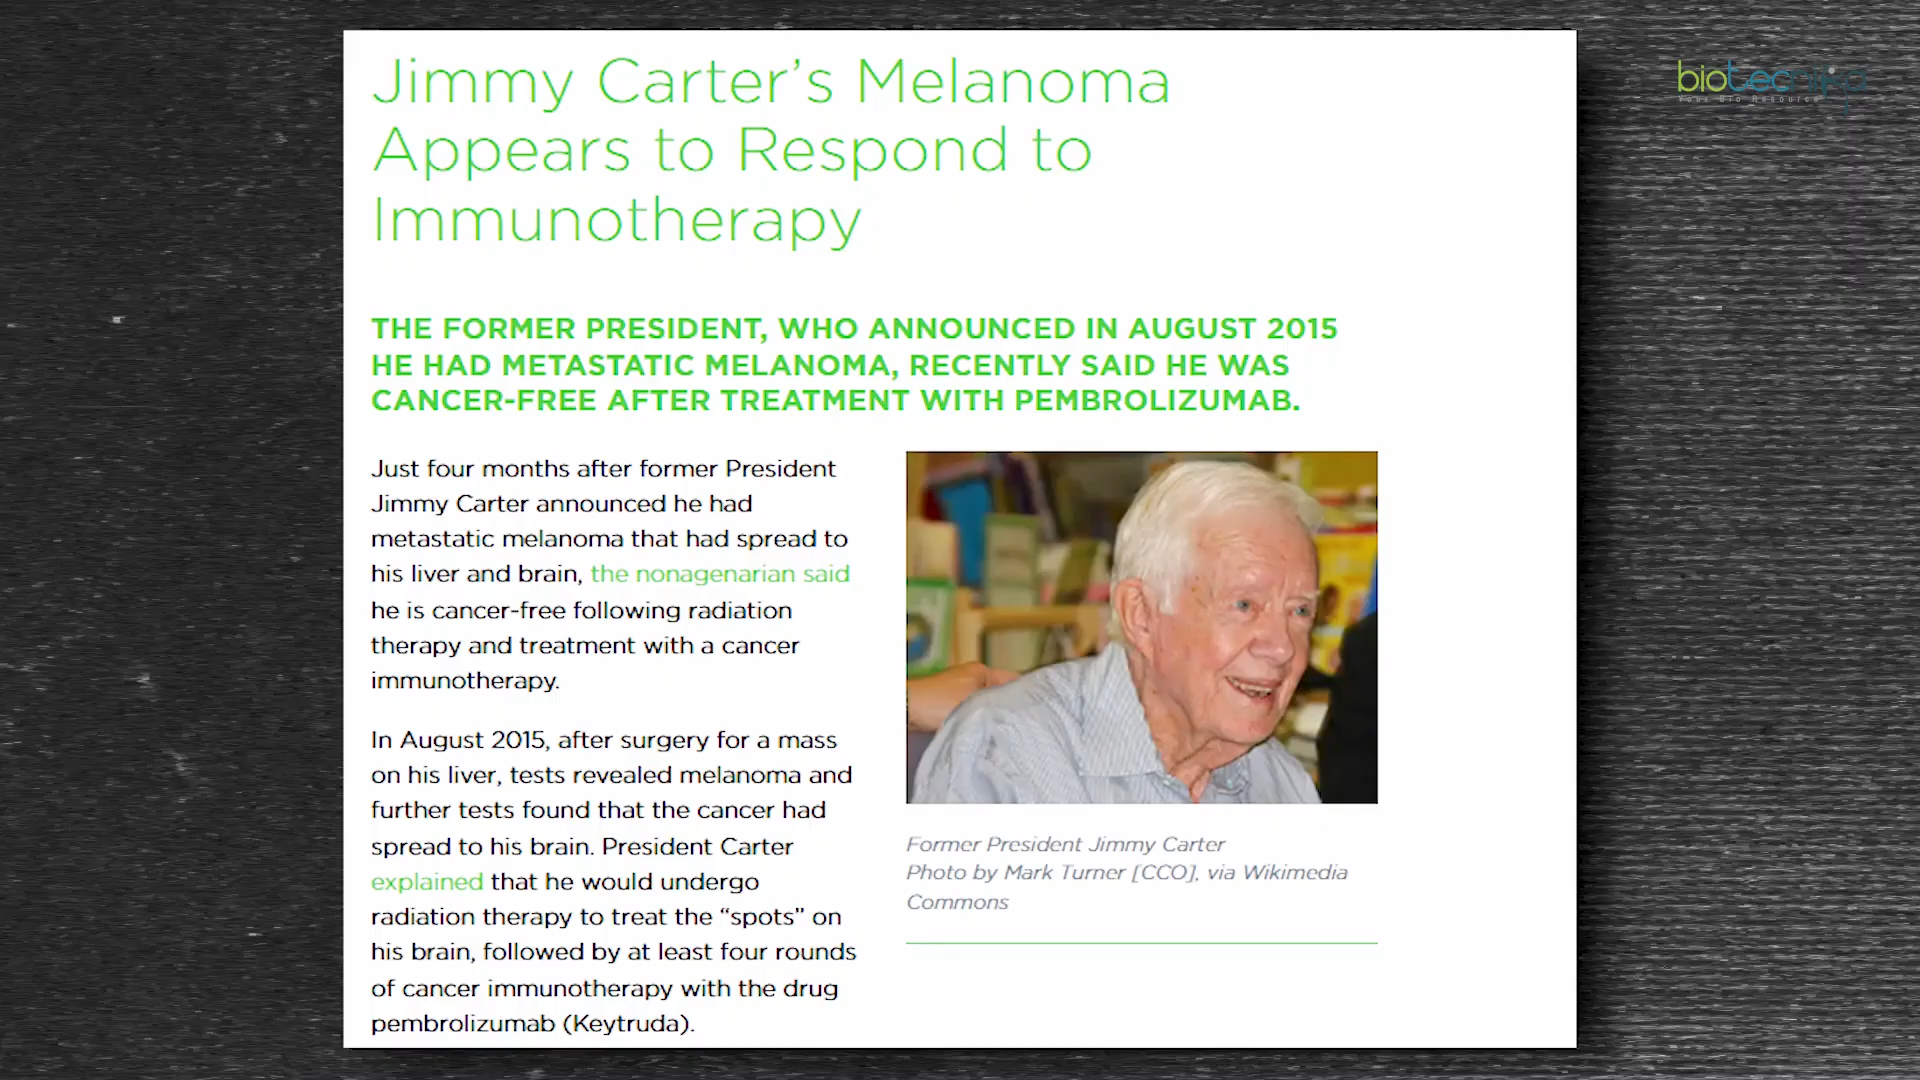 Jimmy Carter’s Melanoma
Appears to Respond to
Immunotherapy
THE FORMER PRESIDENT, WHO ANNOUNCED IN AUGUST 2015
HE HAD METASTATIC MELANOMA, RECENTLY SAID HE WAS
CANCER-FREE AFTER TREATMENT WITH PEMBROLIZUMAB.
Just four months after former President
Jimmy Carter announced he had
metastatic melanoma that had spread to
his liver and brain, the nonagenarian said
he is cancer-free following radiation
therapy and treatment with a cancer
immunotherapy.
In August 2015, after surgery for a mass
on his liver, tests revealed melanoma and
further tests found that the cancer had
spread to his brain. President Carter
explained that he would undergo
radiation therapy to treat the “spots” on
his brain, followed by at least four rounds
of cancer immunotherapy with the drug
pembrolizumab (Keytruda).
Former President Jimmy Carter
Photo by Mark Turner [CC0], via Wikimedia
Commons
Your Bio Resource